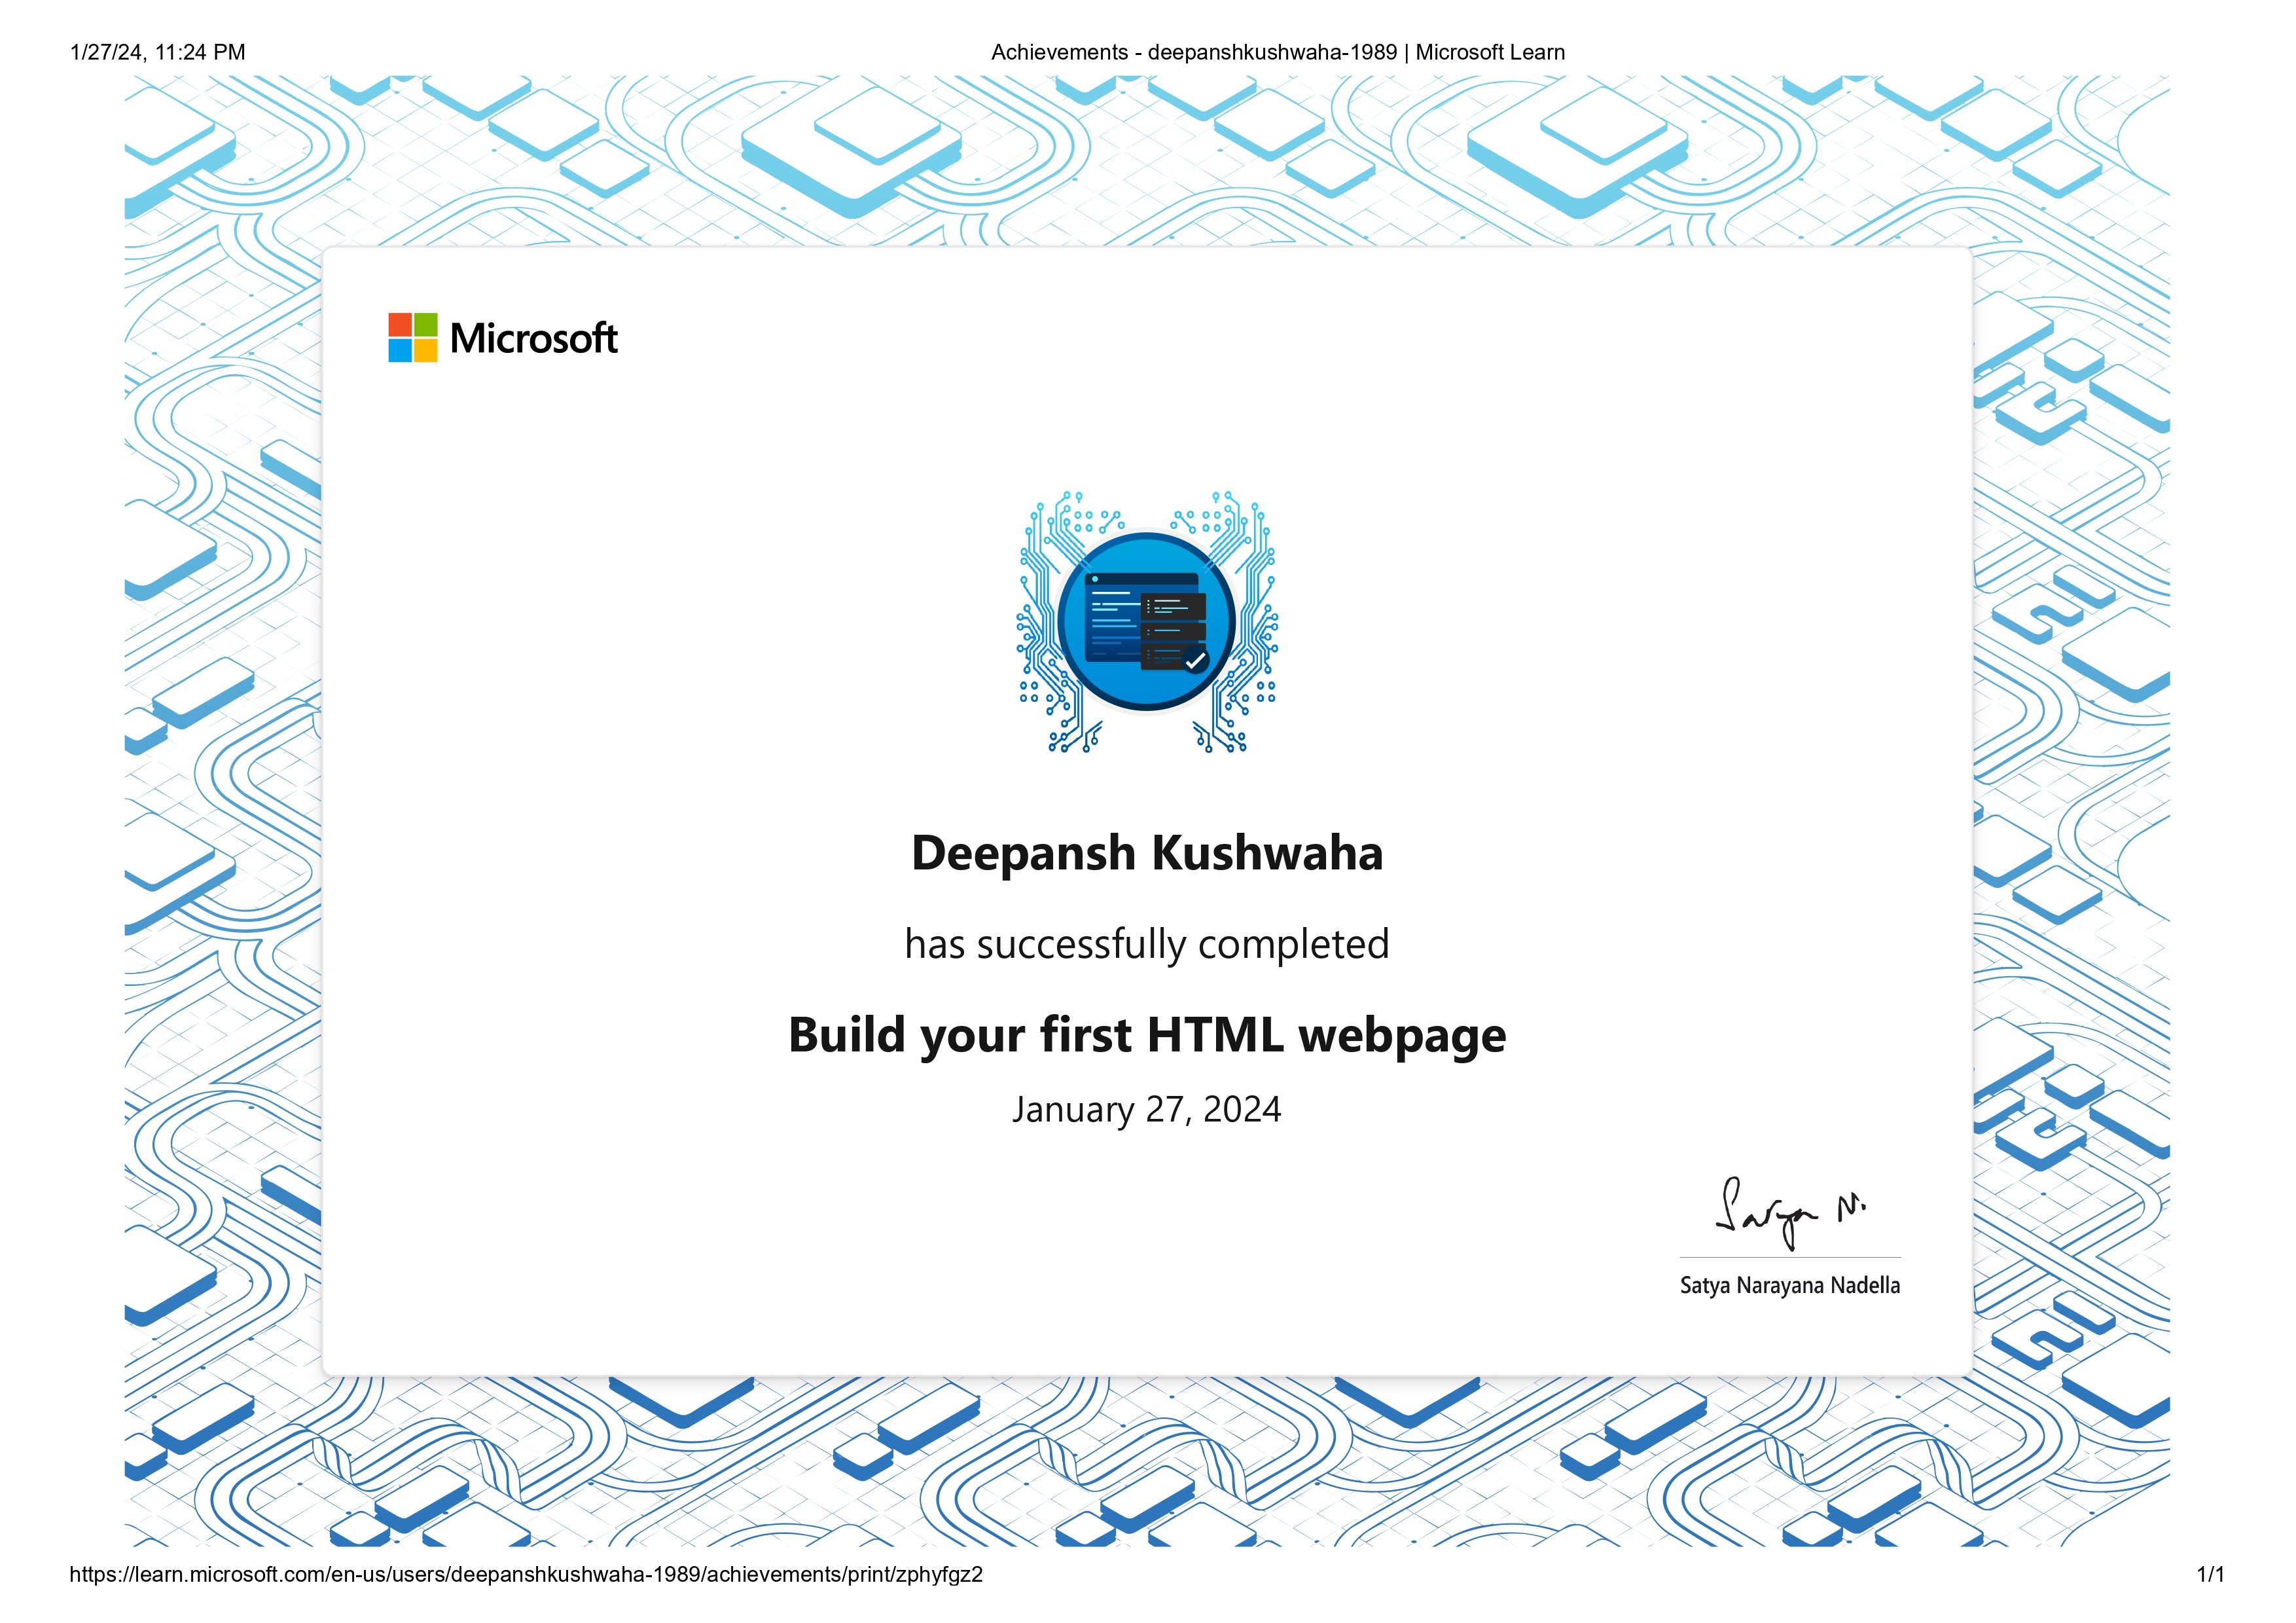 1/27/24, 11:24 PM
Achievements - deepanshkushwaha-1989 | Microsoft Learn
Microsoft
Deepansh Kushwaha
has successfully completed
Build your first HTML webpage
January 27, 2024
Satya N.
Satya Narayana Nadella
https://learn.microsoft.com/en-us/users/deepanshkushwaha-1989/achievements/print/zphyfgz2
1/1